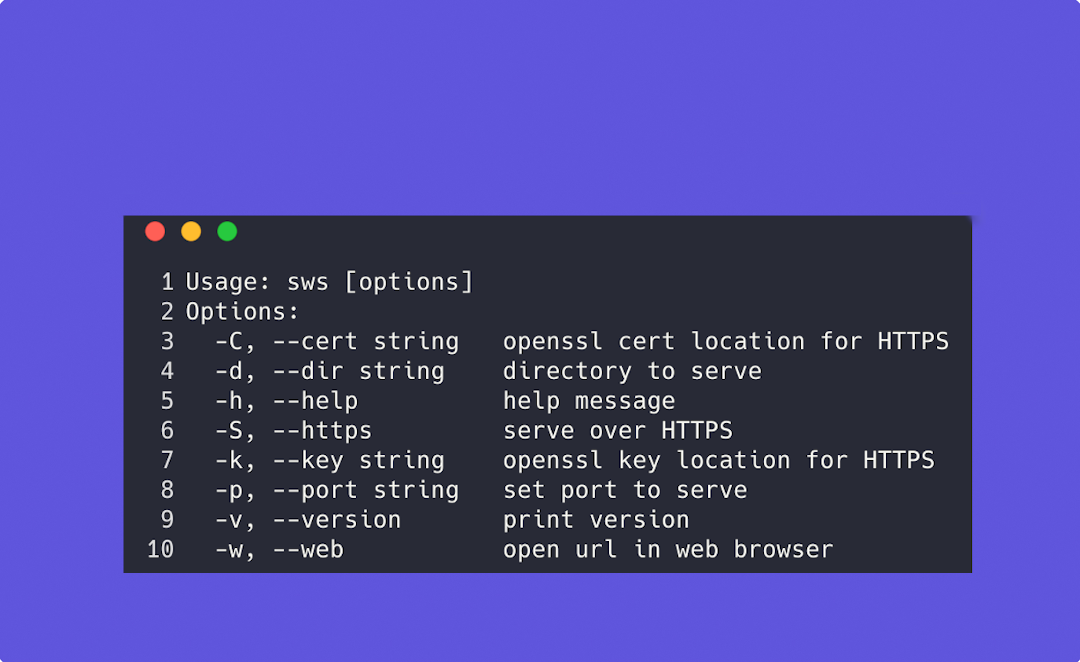 1 Usage: sws [options]
2 Options:
3   -C, --cert string   openssl cert location for HTTPS
4   -d, --dir string    directory to serve
5   -h, --help          help message
6   -S, --https         serve over HTTPS
7   -k, --key string    openssl key location for HTTPS
8   -p, --port string   set port to serve
9   -v, --version       print version
10   -w, --web           open url in web browser